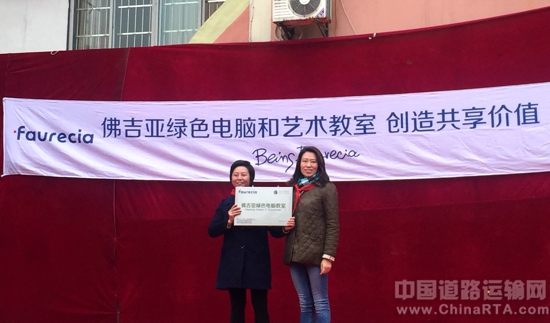 faurecia 佛吉亚绿色电脑和艺术教室 创造共享价值
Being Faurecia
faurecia
佛吉亚绿色电脑教室
中国道路运输网
www.ChinaRTA.com